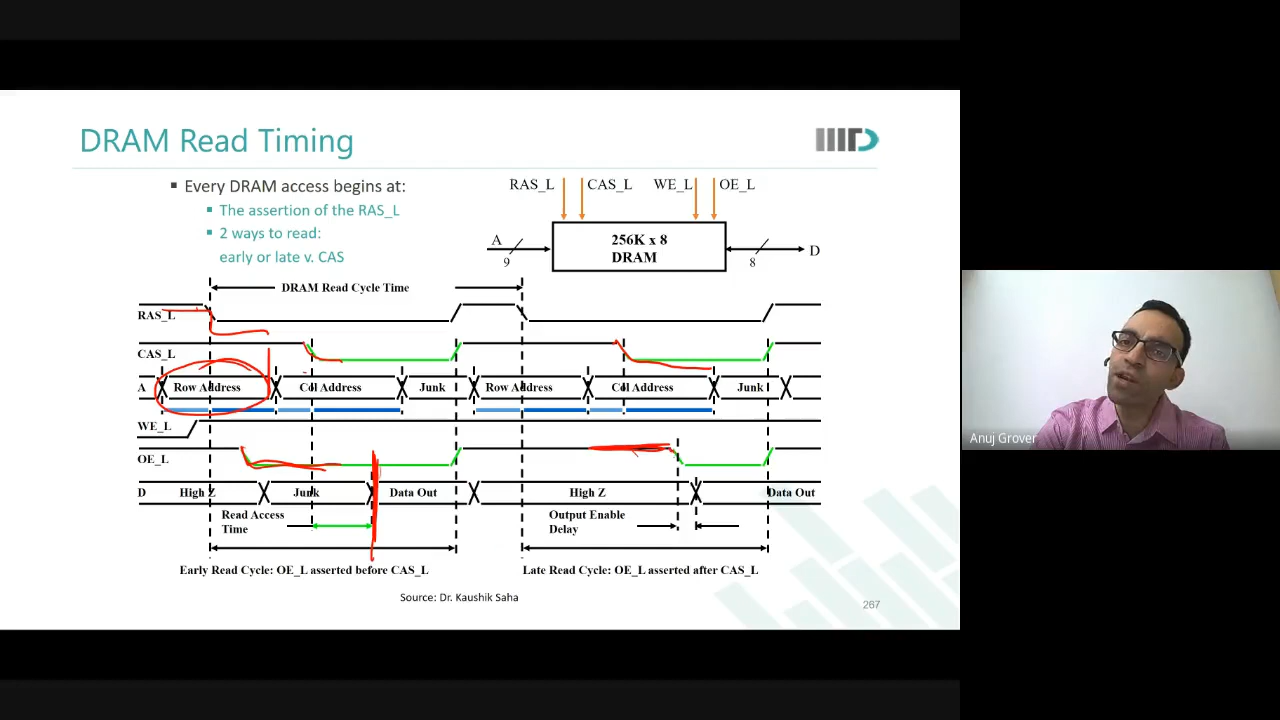 DRAM Read Timing
IIITD
▪ Every DRAM access begins at:
▪ The assertion of the RAS_L
▪ 2 ways to read:
early or late v. CAS
RAS_L CAS_L WE_L OE_L
A 9
256K x 8
DRAM
8 D
DRAM Read Cycle Time
RAS_L
CAS_L
A Row Address Col Address Junk Row Address Col Address Junk
WE_L
OE_L
D High Z Junk Data Out High Z Data Out
Read Access
Time
Output Enable
Delay
Early Read Cycle: OE_L asserted before CAS_L
Late Read Cycle: OE_L asserted after CAS_L
Source: Dr. Kaushik Saha
267
Anuj Grover